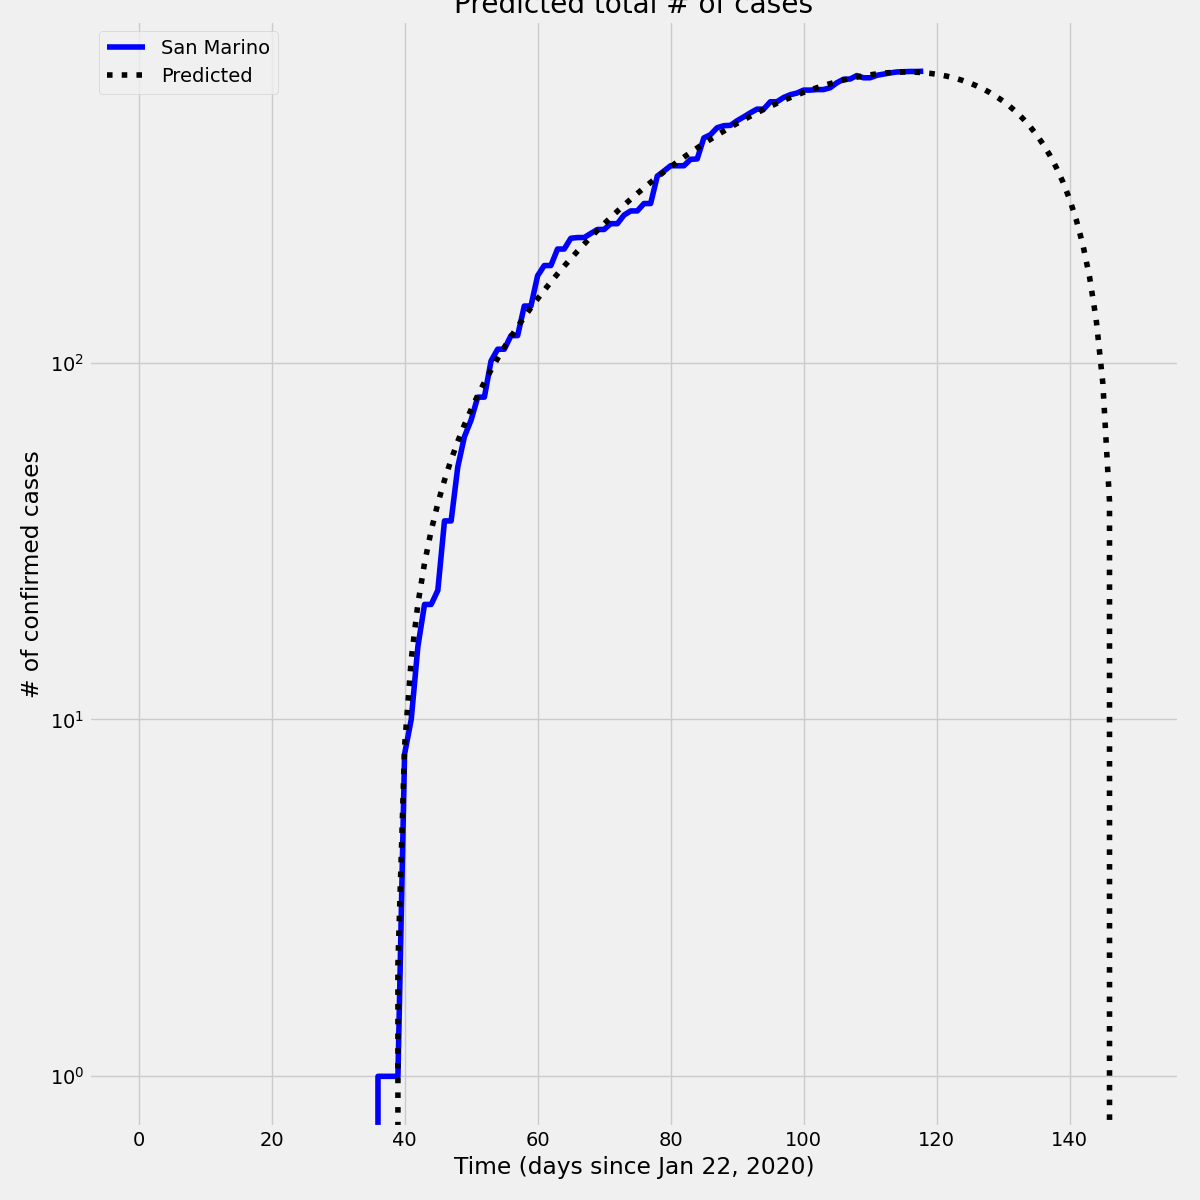 Predicted total # of cases
San Marino
Predicted
# of confirmed cases
10²
10¹
10⁰
0 20 40 60 80 100 120 140
Time (days since Jan 22, 2020)